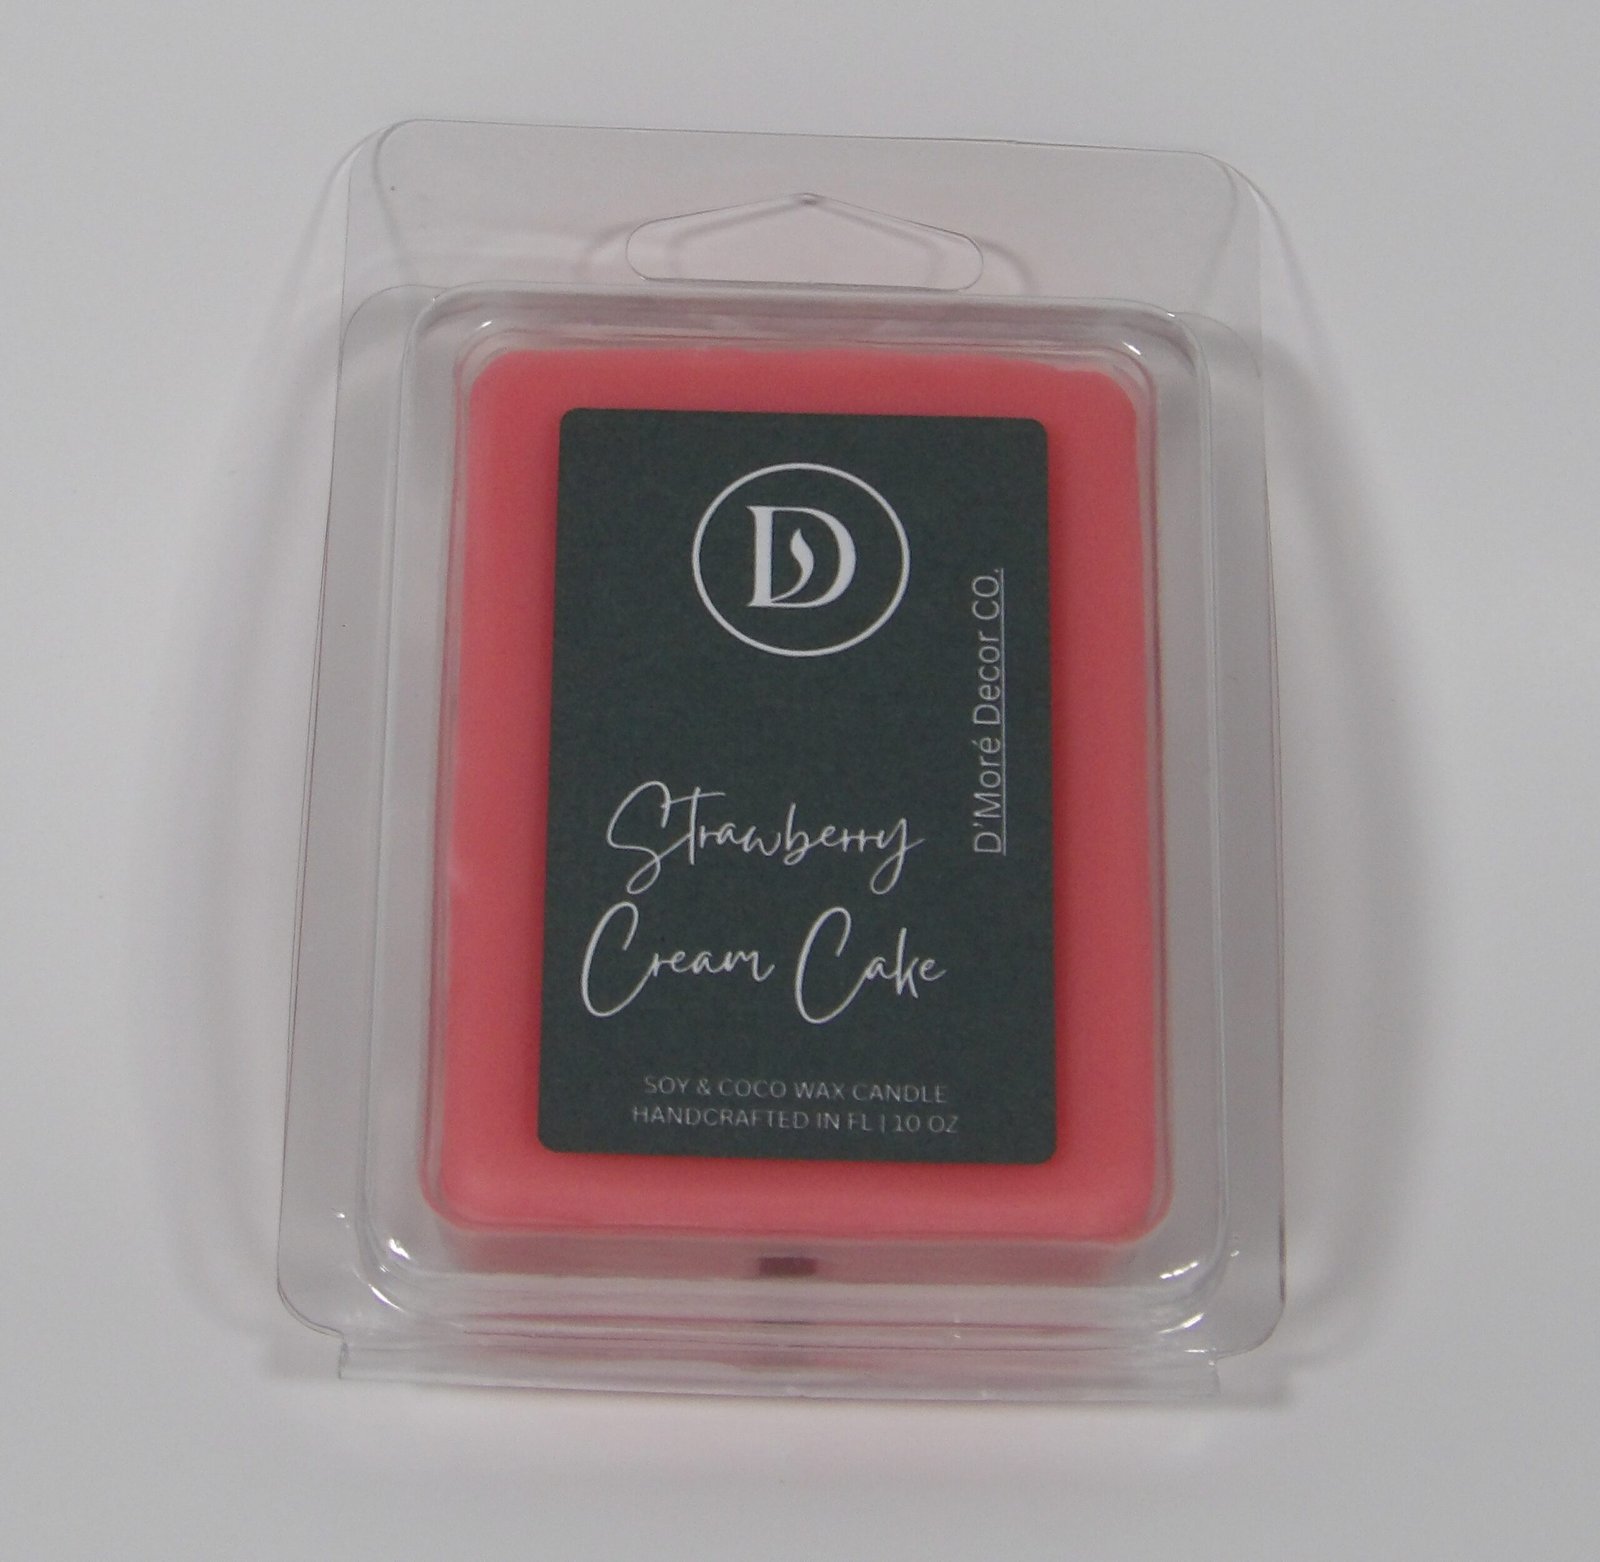 D
D'Moré Decor CO.
Strawberry
Cream Cake
SOY & COCO WAX CANDLE
HANDCRAFTED IN FL | 10 OZ